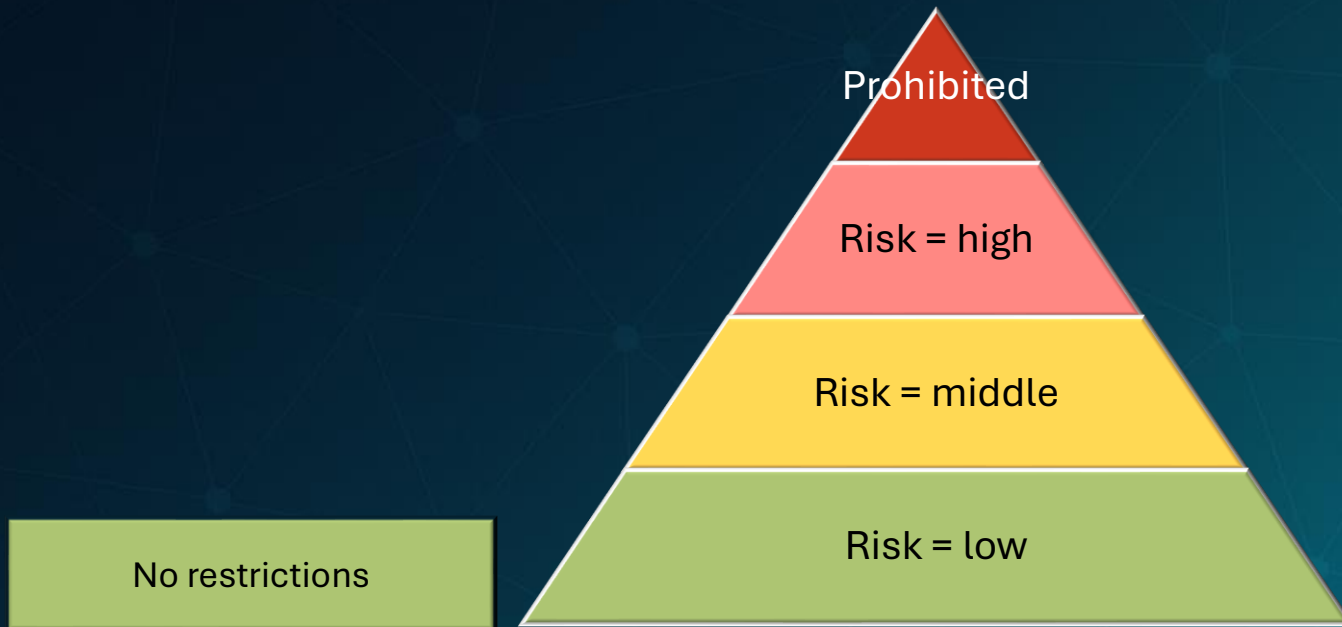 Prohibited
Risk = high
Risk = middle
Risk = low
No restrictions